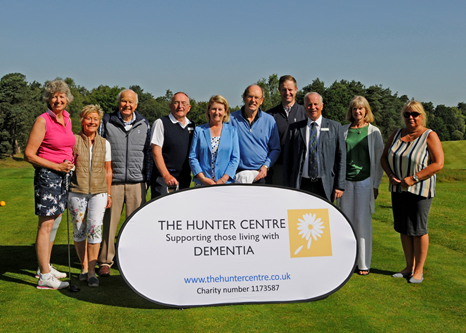 THE HUNTER CENTRE
Supporting those living with
DEMENTIA
www.thehuntercentre.co.uk
Charity number 1173587